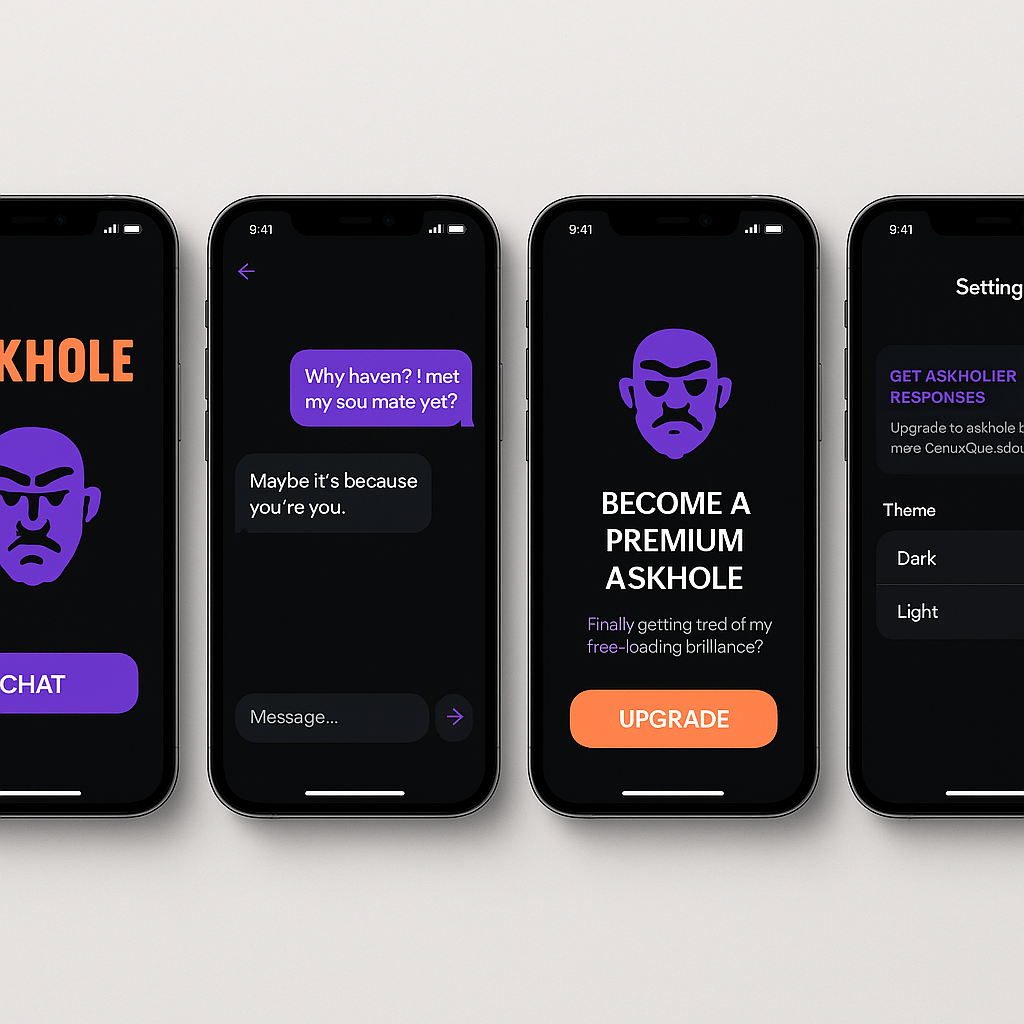 KHOLE
CHAT
9:41
Why haven? ! met
my sou mate yet?
Maybe it's because
you're you.
Message...
9:41
BECOME A
PREMIUM
ASKHOLE
Finally getting tred of my
free-loading brilllance?
UPGRADE
9:41
Setting
GET ASKHOLIER
RESPONSES
Upgrade to askhole b
more CenuxQue.sdou
Theme
Dark
Light